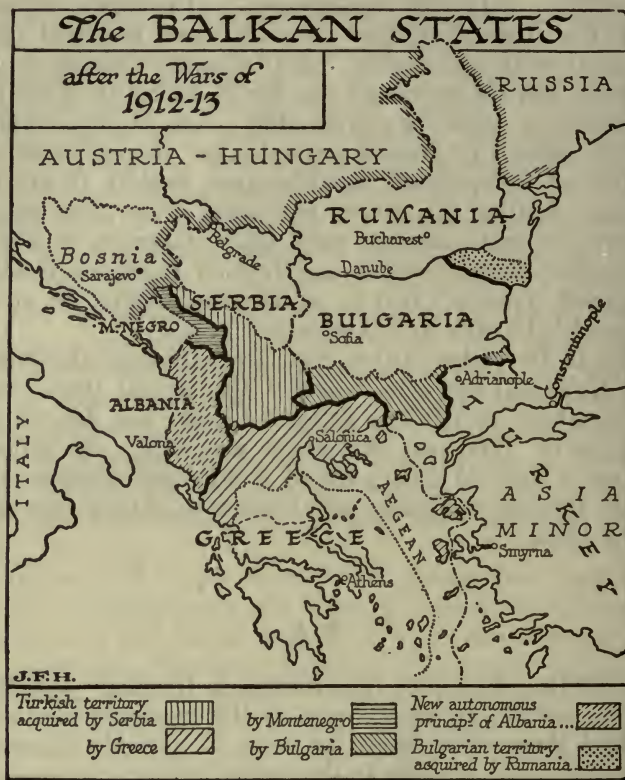 The BALKAN STATES
after the Wars of
1912-13
RUSSIA
AUSTRIA - HUNGARY
RUMANIA
Bucharest
Belgrade
Bosnia
Sarajevo
Danube
SERBIA
M.NEGRO
BULGARIA
Sofia
Constantinople
Adrianople
ALBANIA
Valona
Salonica
ITALY
TURKEY
ASIA
MINOR
AEGEAN
Smyrna
GREECE
Athens
J.F.H.
Turkish territory
acquired by Serbia
by Greece
by Montenegro
by Bulgaria
New autonomous
princip.y of Albania...
Bulgarian territory
acquired by Rumania